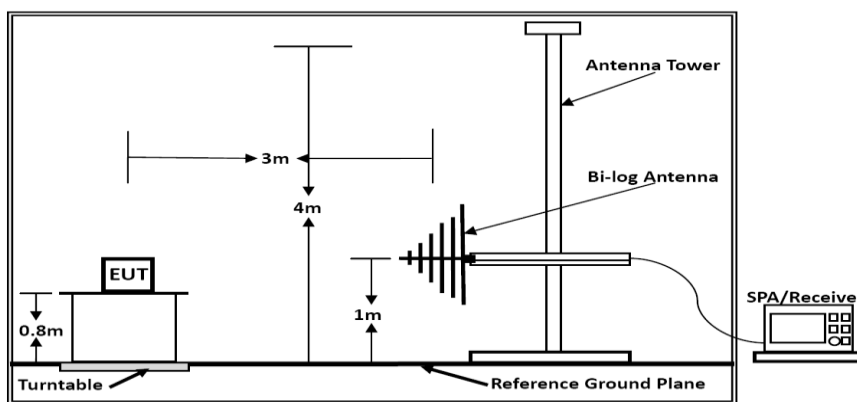 Antenna Tower
3m
Bi-log Antenna
4m
EUT
SPA/Receive
0.8m
1m
Turntable
Reference Ground Plane